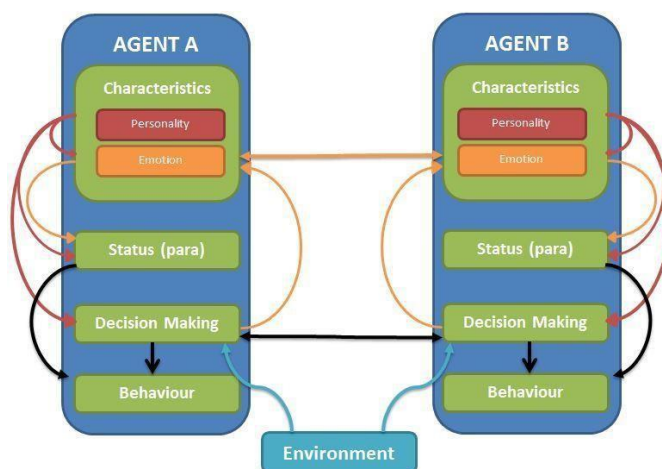 AGENT A
Characteristics
Personality
Emotion
Status (para)
Decision Making
Behaviour
AGENT B
Characteristics
Personality
Emotion
Status (para)
Decision Making
Behaviour
Environment